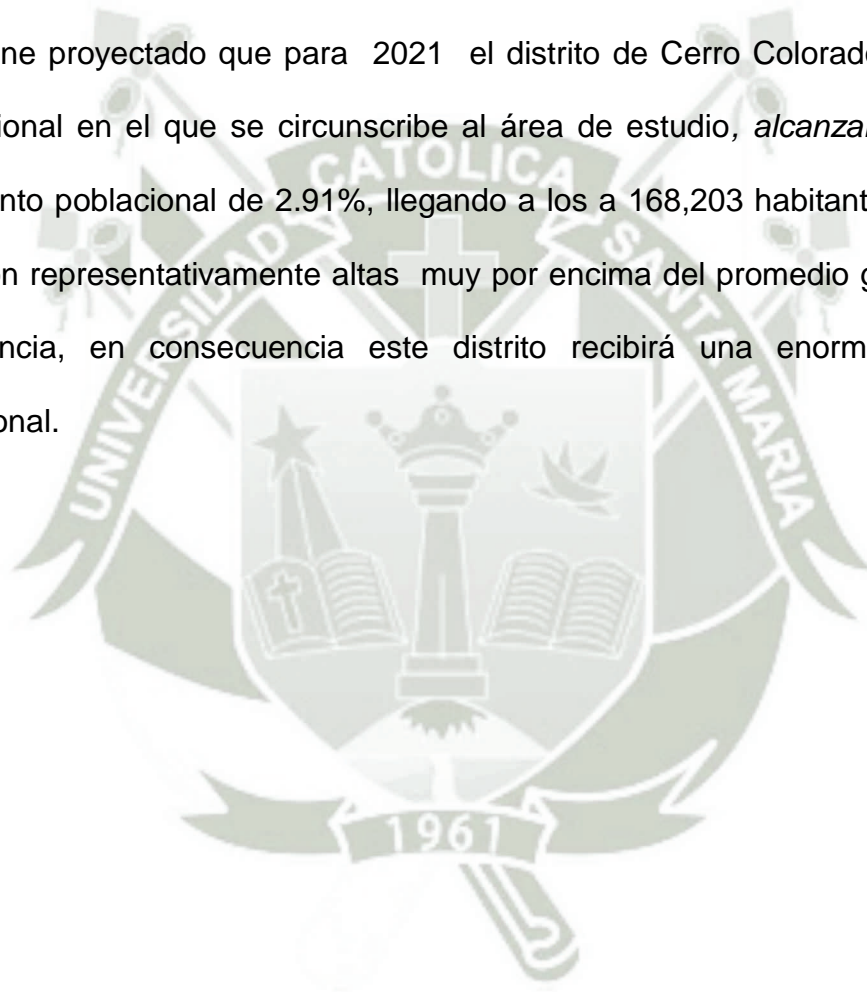 ne proyectado que para 2021 el distrito de Cerro Colorado
ional en el que se circunscribe al área de estudio, alcanzar
nto poblacional de 2.91%, llegando a los a 168,203 habitant
n representativamente altas muy por encima del promedio g
ncia, en consecuencia este distrito recibirá una enorm
onal.
UNIVERSIDAD CATOLICA SANTA MARIA
1961